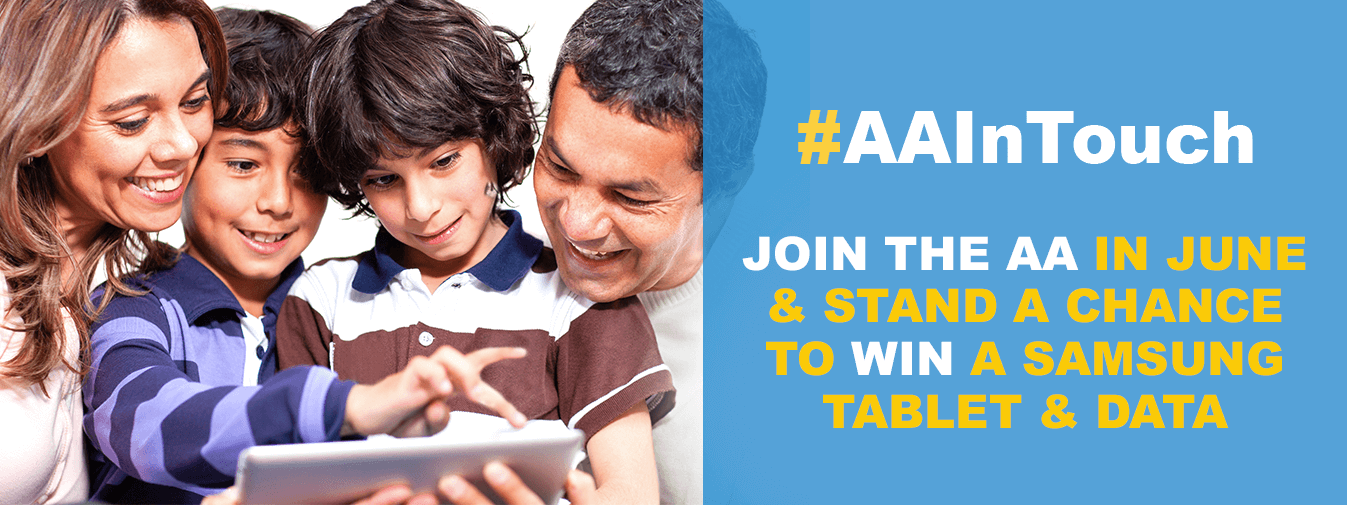 #AAInTouch
JOIN THE AA IN JUNE
& STAND A CHANCE
TO WIN A SAMSUNG
TABLET & DATA